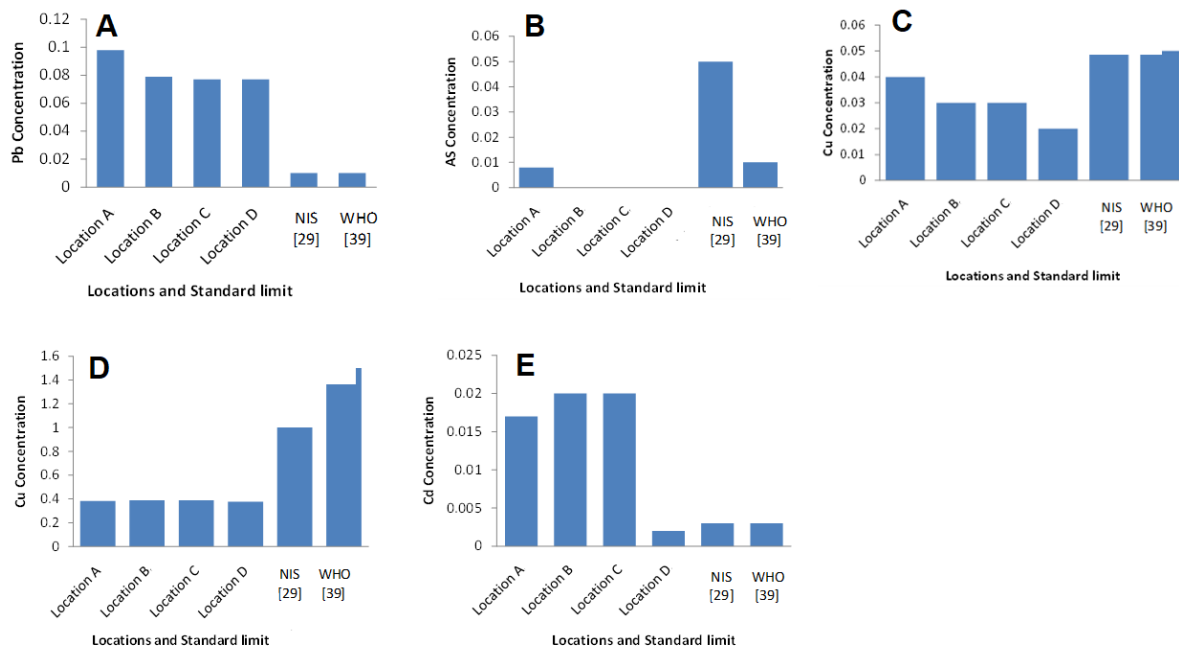 A
0.12
0.1
0.08
0.06
0.04
0.02
0
Pb Concentration
Location A
Location B
Location C
Location D
NIS
[29]
WHO
[39]
Locations and Standard limit
B
0.06
0.05
0.04
0.03
0.02
0.01
0
AS Concentration
Location A
Location B
Location C
Location D
NIS
[29]
WHO
[39]
Locations and Standard limit
C
0.06
0.05
0.04
0.03
0.02
0.01
0
Cu Concentration
Location A
Location B
Location C
Location D
NIS
[29]
WHO
[39]
Locations and Standard limit
D
1.6
1.4
1.2
1
0.8
0.6
0.4
0.2
0
Cu Concentration
Location A
Location B
Location C
Location D
NIS
[29]
WHO
[39]
Locations and Standard limit
E
0.025
0.02
0.015
0.01
0.005
0
Cd Concentration
Location A
Location B
Location C
Location D
NIS
[29]
WHO
[39]
Locations and Standard limit